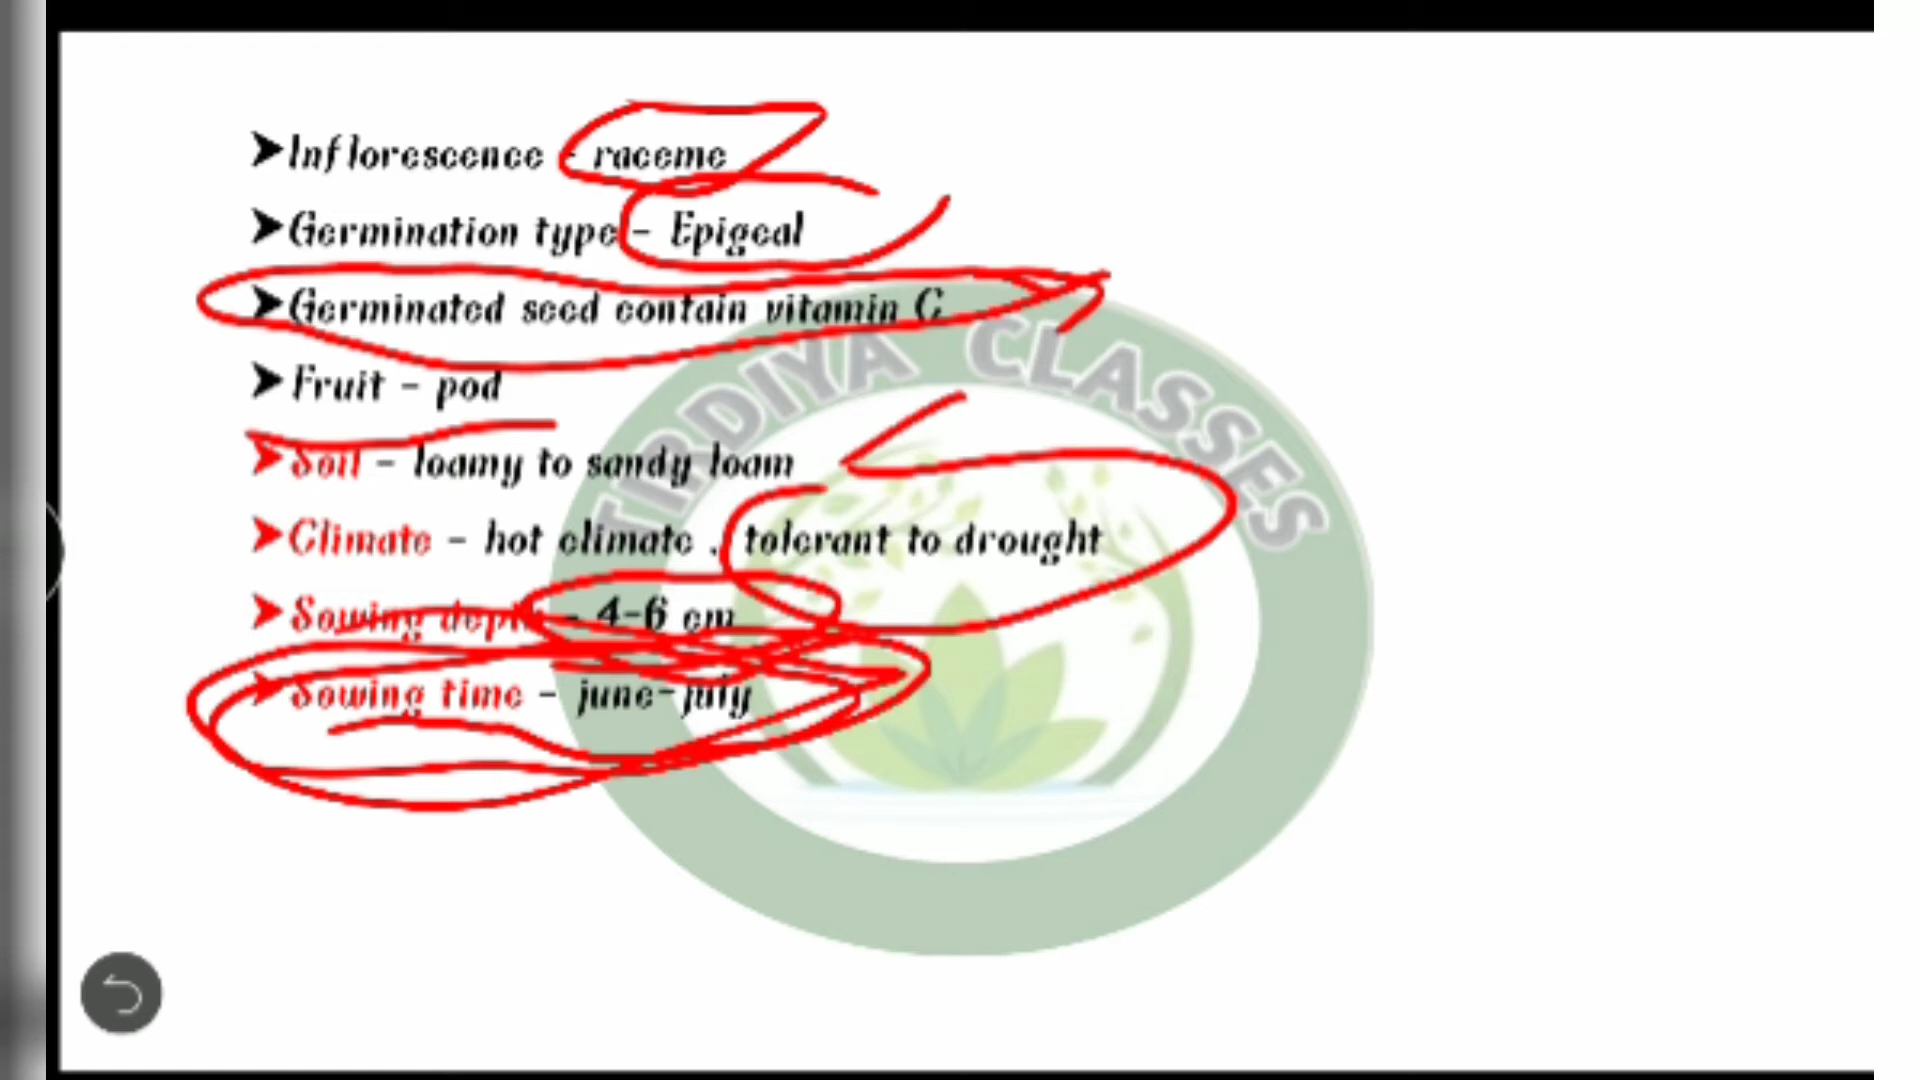 ➤Inflorescence - raceme
➤Germination type - Epigeal
➤Germinated seed contain vitamin C
➤Fruit - pod
➤Soil - loamy to sandy loam
➤Climate - hot climate . tolerant to drought
➤Sowing depth - 4-6 cm
➤Sowing time - june-july
IRDIYA CLASSES